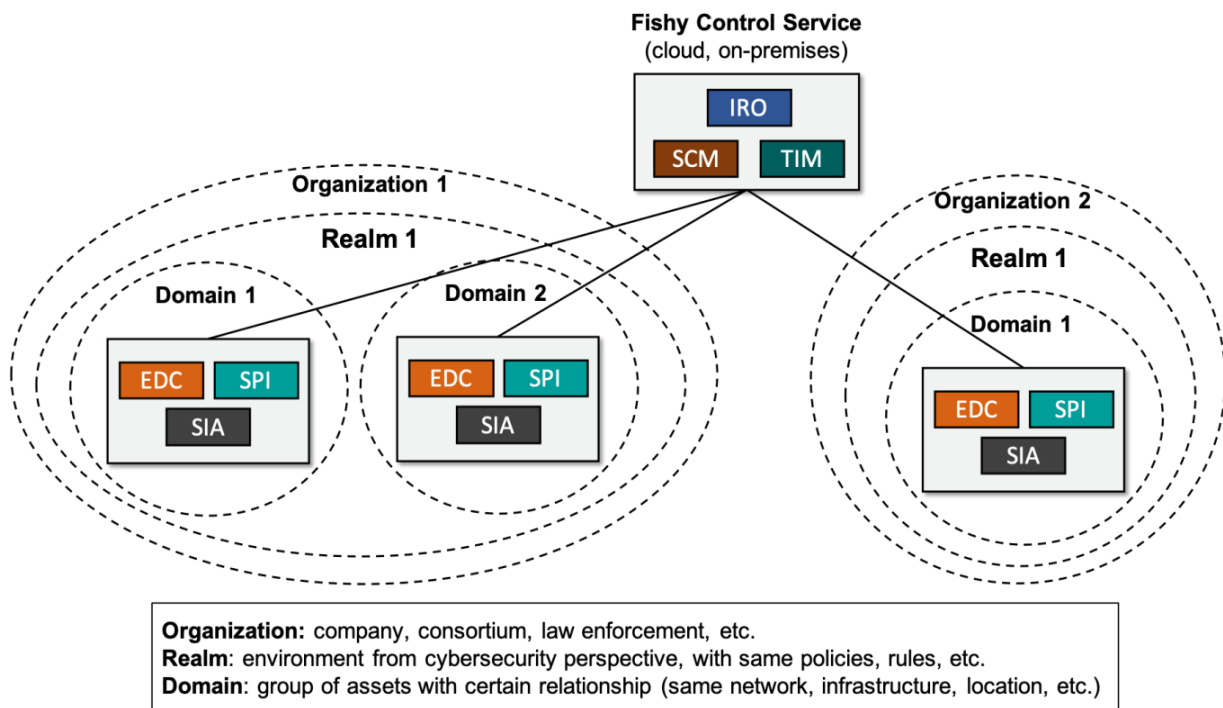 Fishy Control Service
(cloud, on-premises)
IRO
SCM TIM
Organization 1
Realm 1
Domain 1
EDC SPI
SIA
Domain 2
EDC SPI
SIA
Organization 2
Realm 1
Domain 1
EDC SPI
SIA
Organization: company, consortium, law enforcement, etc.
Realm: environment from cybersecurity perspective, with same policies, rules, etc.
Domain: group of assets with certain relationship (same network, infrastructure, location, etc.)